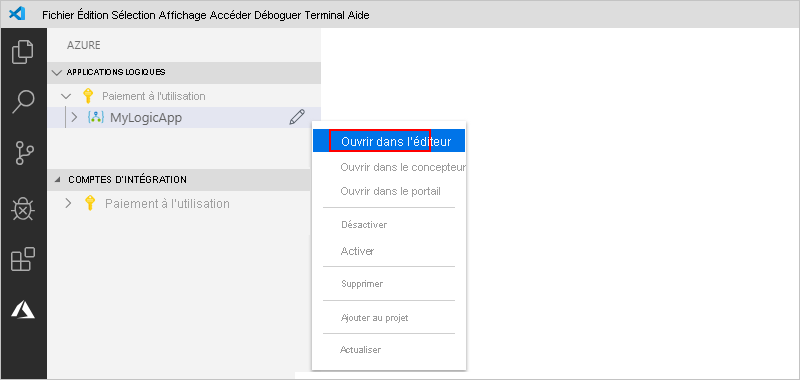 Fichier Édition Sélection Affichage Accéder Déboguer Terminal Aide
AZURE
APPLICATIONS LOGIQUES
Paiement à l'utilisation
MyLogicApp
Ouvrir dans l'éditeur
Ouvrir dans le concepteur
Ouvrir dans le portail
COMPTES D'INTÉGRATION
Paiement à l'utilisation
Désactiver
Activer
Supprimer
Ajouter au projet
Actualiser